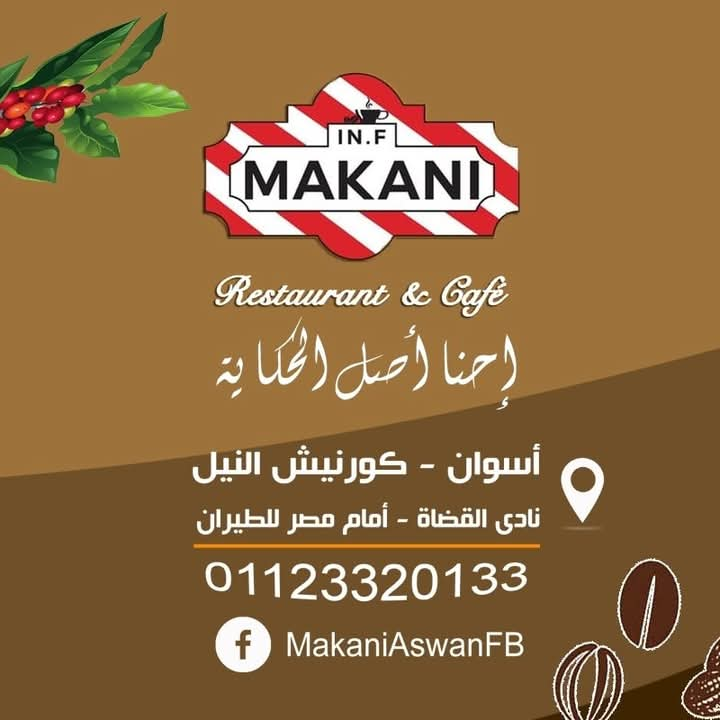 IN.F
MAKANI
Restaurant & Café
إحنا أصل الحكاية
أسوان - كورنيش النيل
نادى القضاة - أمام مصر للطيران
01123320133
f MakaniAswanFB